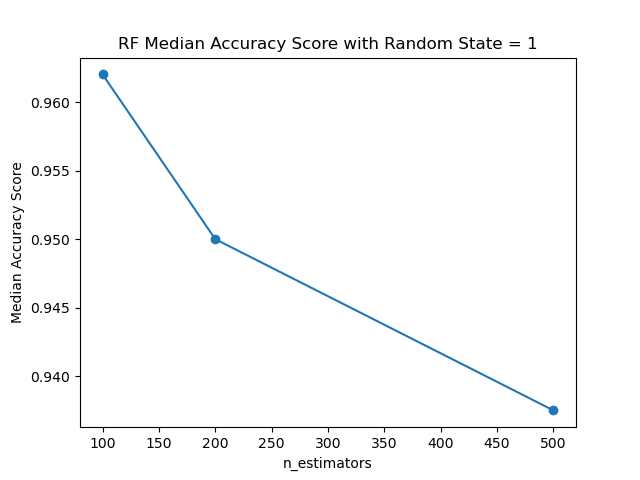 RF Median Accuracy Score with Random State = 1
Median Accuracy Score
0.960
0.955
0.950
0.945
0.940
100 150 200 250 300 350 400 450 500
n_estimators